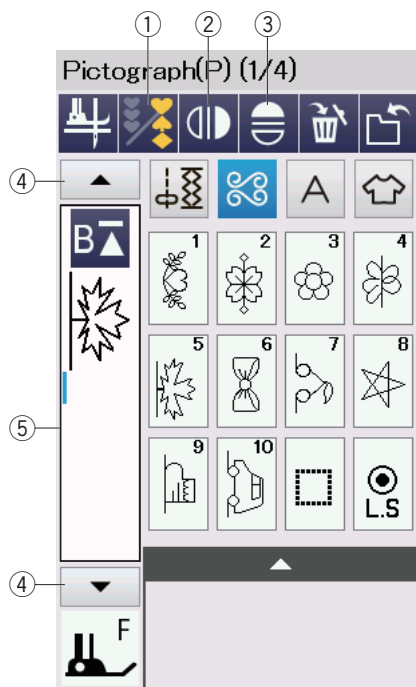 ① ② ③
Pictograph(P) (1/4)
④
A
B
1 2 3 4
5 6 7 8
⑤
9 10
L.S
④
F